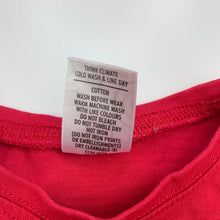 THINK CLIMATE
COLD WASH & LINE DRY
COTTON
WASH BEFORE WEAR
WARM MACHINE WASH
WITH LIKE COLOURS
DO NOT BLEACH
DO NOT TUMBLE DRY
HOT IRON
(DO NOT IRON PRINTS
OR EMBELLISHMENTS)
DRY CLEANABLE